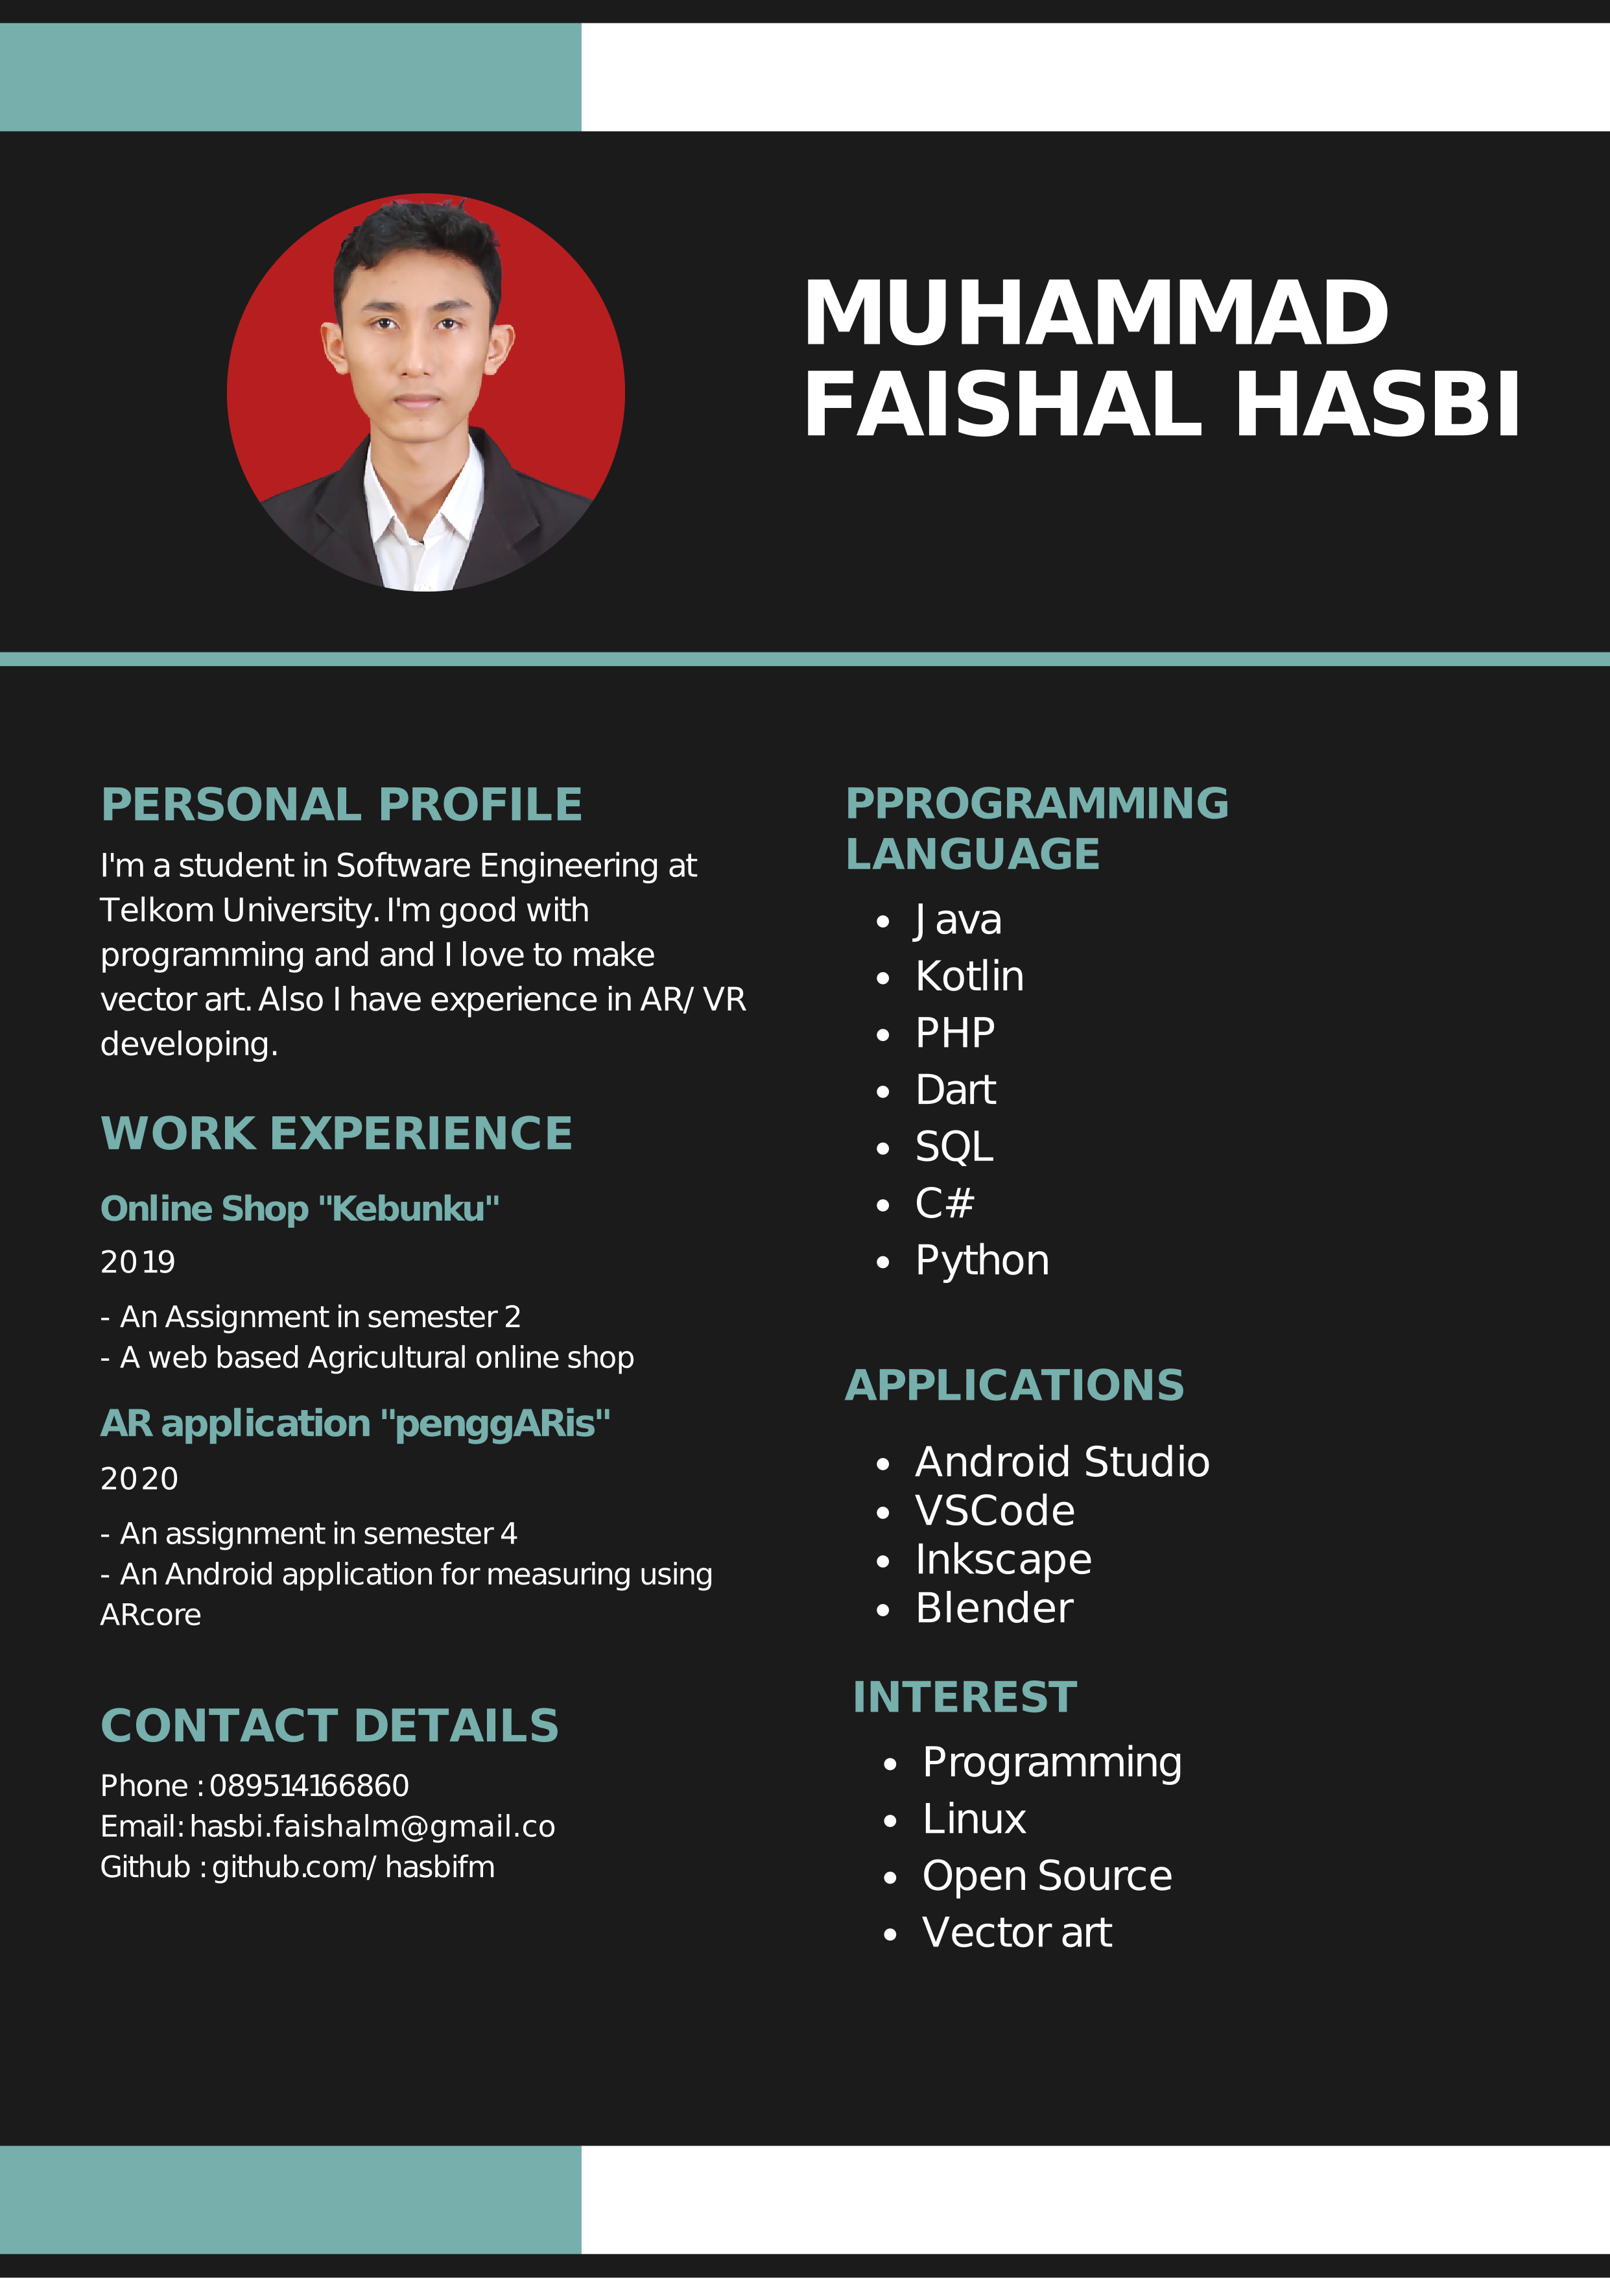 MUHAMMAD
FAISHAL HASBI
PERSONAL PROFILE
I'm a student in Software Engineering at
Telkom University. I'm good with
programming and and I love to make
vector art. Also I have experience in AR/ VR
developing.
WORK EXPERIENCE
Online Shop "Kebunku"
2019
- An Assignment in semester 2
- A web based Agricultural online shop
AR application "penggARis"
2020
- An assignment in semester 4
- An Android application for measuring using
ARcore
CONTACT DETAILS
Phone : 089514166860
Email: hasbi.faishalm@gmail.co
Github : github.com/ hasbifm
PPROGRAMMING
LANGUAGE
• Java
• Kotlin
• PHP
• Dart
• SQL
• C#
• Python
APPLICATIONS
• Android Studio
• VSCode
• Inkscape
• Blender
INTEREST
• Programming
• Linux
• Open Source
• Vector art